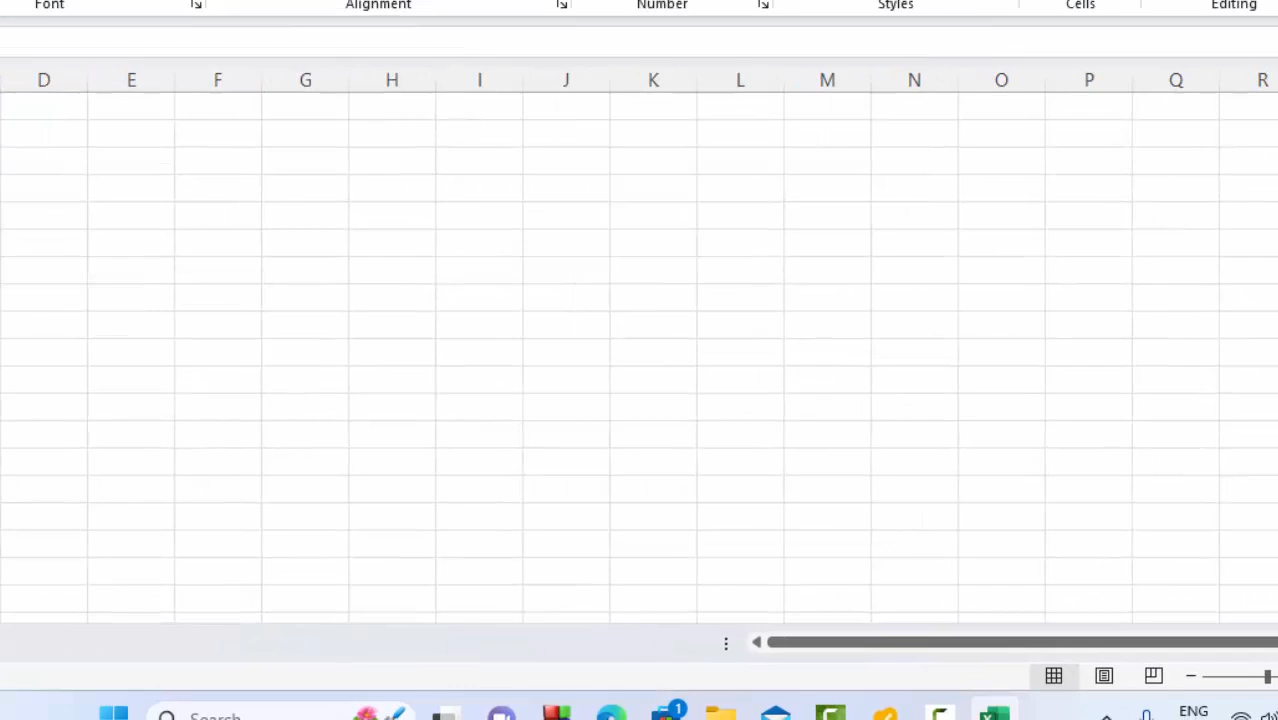 Font Alignment Number Styles Cells Editing
D E F G H I J K L M N O P Q R
Search 1 ENG